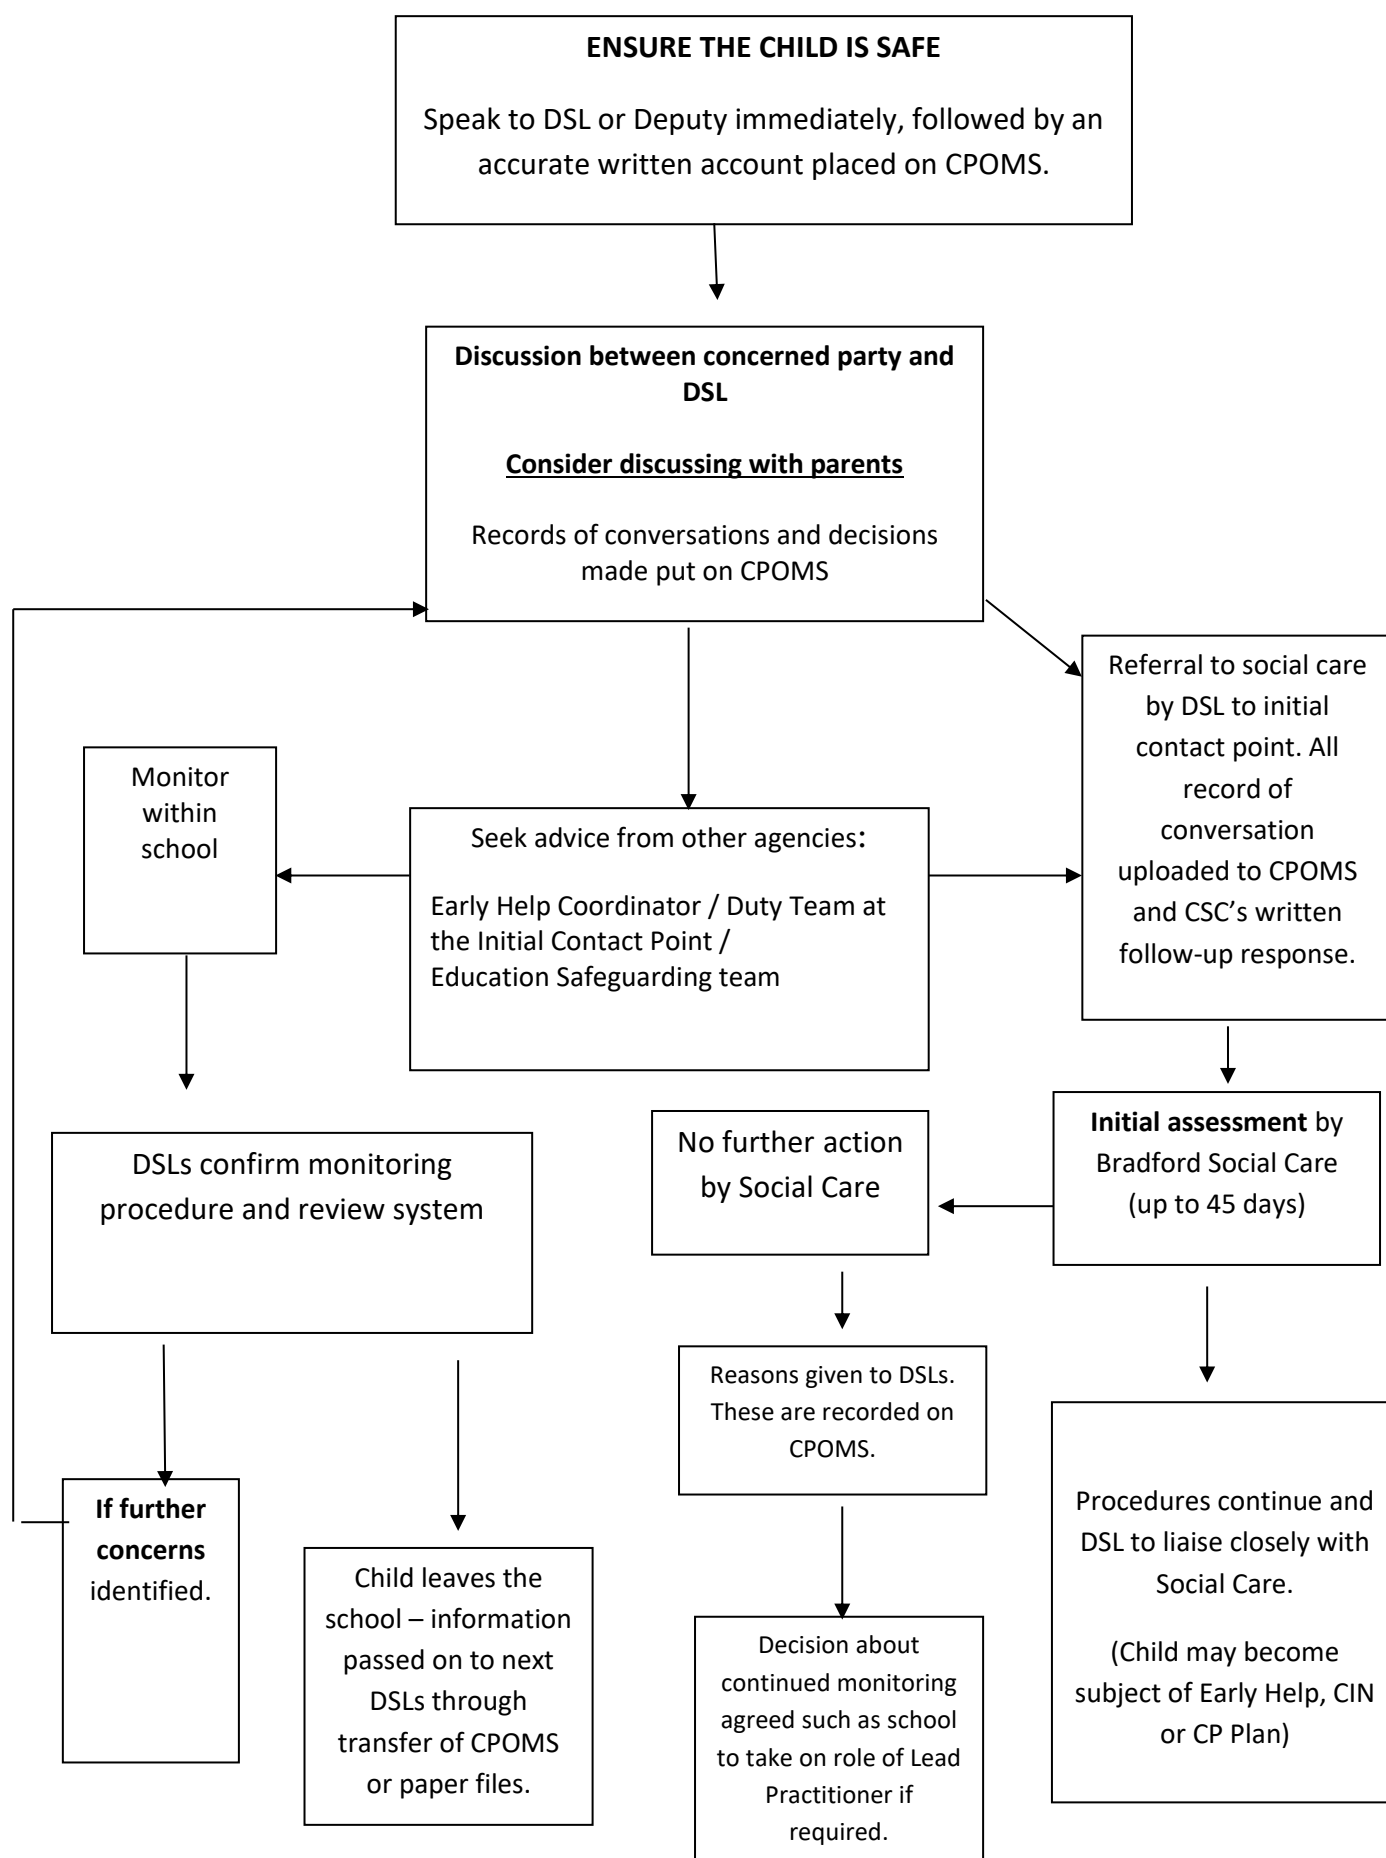 ENSURE THE CHILD IS SAFE
Speak to DSL or Deputy immediately, followed by an
accurate written account placed on CPOMS.
Discussion between concerned party and
DSL
Consider discussing with parents
Records of conversations and decisions
made put on CPOMS
Referral to social care
by DSL to initial
contact point. All
record of
conversation
uploaded to CPOMS
and CSC’s written
follow-up response.
Monitor
within
school
Seek advice from other agencies:
Early Help Coordinator / Duty Team at
the Initial Contact Point /
Education Safeguarding team
DSLs confirm monitoring
procedure and review system
No further action
by Social Care
Initial assessment by
Bradford Social Care
(up to 45 days)
Reasons given to DSLs.
These are recorded on
CPOMS.
If further
concerns
identified.
Child leaves the
school – information
passed on to next
DSLs through
transfer of CPOMS
or paper files.
Decision about
continued monitoring
agreed such as school
to take on role of Lead
Practitioner if
required.
Procedures continue and
DSL to liaise closely with
Social Care.
(Child may become
subject of Early Help, CIN
or CP Plan)